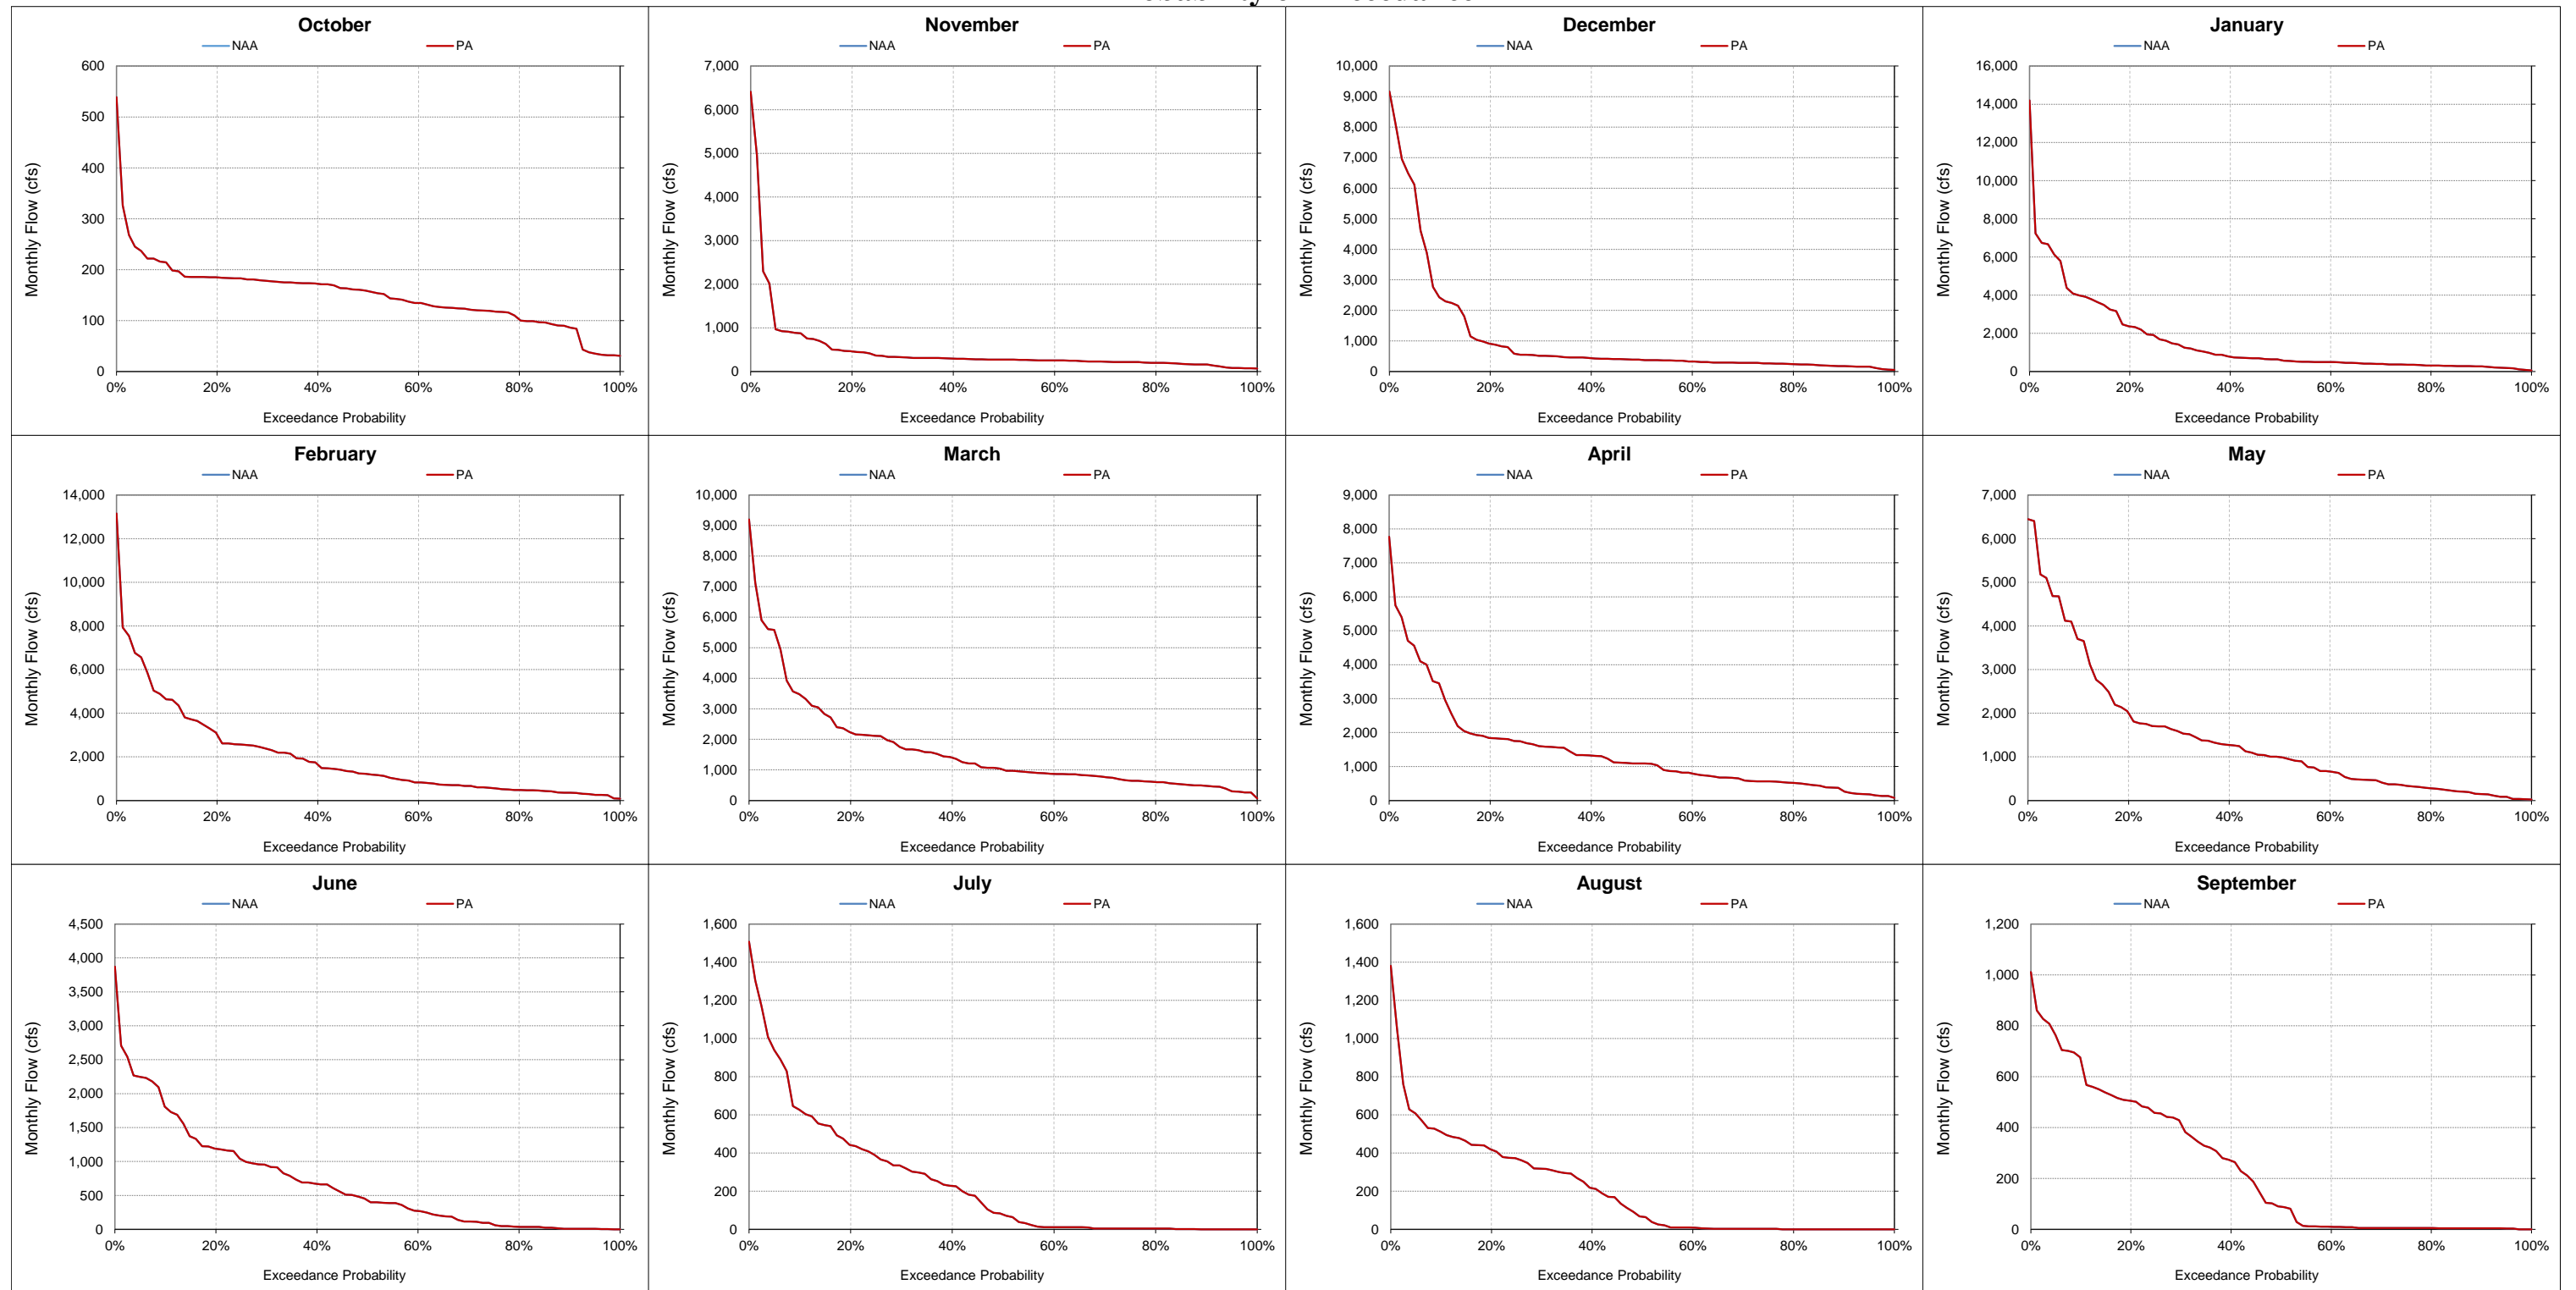 October
NAA PA
600
500
400
300
200
100
0
0% 20% 40% 60% 80% 100%
Monthly Flow (cfs)
Exceedance Probability
November
NAA PA
7,000
6,000
5,000
4,000
3,000
2,000
1,000
0
0% 20% 40% 60% 80% 100%
Monthly Flow (cfs)
Exceedance Probability
December
NAA PA
10,000
9,000
8,000
7,000
6,000
5,000
4,000
3,000
2,000
1,000
0
0% 20% 40% 60% 80% 100%
Monthly Flow (cfs)
Exceedance Probability
January
NAA PA
16,000
14,000
12,000
10,000
8,000
6,000
4,000
2,000
0
0% 20% 40% 60% 80% 100%
Monthly Flow (cfs)
Exceedance Probability
February
NAA PA
14,000
12,000
10,000
8,000
6,000
4,000
2,000
0
0% 20% 40% 60% 80% 100%
Monthly Flow (cfs)
Exceedance Probability
March
NAA PA
10,000
9,000
8,000
7,000
6,000
5,000
4,000
3,000
2,000
1,000
0
0% 20% 40% 60% 80% 100%
Monthly Flow (cfs)
Exceedance Probability
April
NAA PA
9,000
8,000
7,000
6,000
5,000
4,000
3,000
2,000
1,000
0
0% 20% 40% 60% 80% 100%
Monthly Flow (cfs)
Exceedance Probability
May
NAA PA
7,000
6,000
5,000
4,000
3,000
2,000
1,000
0
0% 20% 40% 60% 80% 100%
Monthly Flow (cfs)
Exceedance Probability
June
NAA PA
4,500
4,000
3,500
3,000
2,500
2,000
1,500
1,000
500
0
0% 20% 40% 60% 80% 100%
Monthly Flow (cfs)
Exceedance Probability
July
NAA PA
1,600
1,400
1,200
1,000
800
600
400
200
0
0% 20% 40% 60% 80% 100%
Monthly Flow (cfs)
Exceedance Probability
August
NAA PA
1,600
1,400
1,200
1,000
800
600
400
200
0
0% 20% 40% 60% 80% 100%
Monthly Flow (cfs)
Exceedance Probability
September
NAA PA
1,200
1,000
800
600
400
200
0
0% 20% 40% 60% 80% 100%
Monthly Flow (cfs)
Exceedance Probability